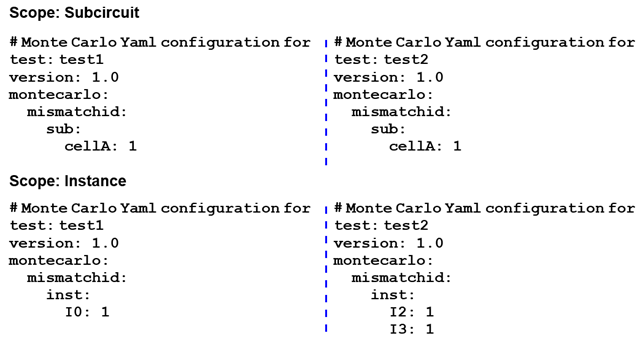 Scope: Subcircuit
# Monte Carlo Yaml configuration for
test: test1
version: 1.0
montecarlo:
mismatchid:
sub:
cellA: 1
# Monte Carlo Yaml configuration for
test: test2
version: 1.0
montecarlo:
mismatchid:
sub:
cellA: 1
Scope: Instance
# Monte Carlo Yaml configuration for
test: test1
version: 1.0
montecarlo:
mismatchid:
inst:
I0: 1
# Monte Carlo Yaml configuration for
test: test2
version: 1.0
montecarlo:
mismatchid:
inst:
I2: 1
I3: 1